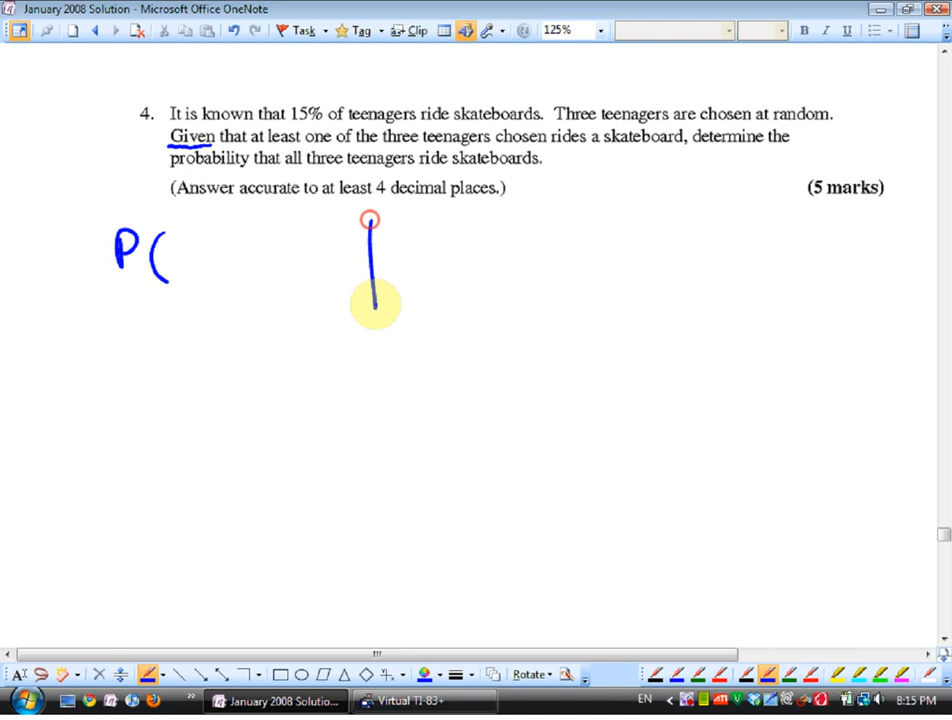 January 2008 Solution - Microsoft Office OneNote
Task Tag Clip 125% B I U
4. It is known that 15% of teenagers ride skateboards. Three teenagers are chosen at random.
Given that at least one of the three teenagers chosen rides a skateboard, determine the
probability that all three teenagers ride skateboards.
(Answer accurate to at least 4 decimal places.) (5 marks)
P (
Rotate
January 2008 Soluti... Virtual TI-83+ EN 8:15 PM